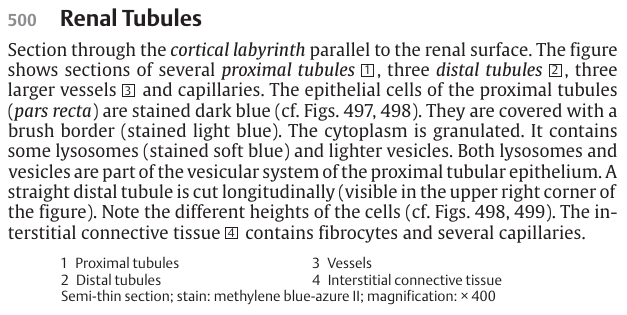 500 Renal Tubules
Section through the cortical labyrinth parallel to the renal surface. The figure
shows sections of several proximal tubules 1, three distal tubules 2, three
larger vessels 3 and capillaries. The epithelial cells of the proximal tubules
(pars recta) are stained dark blue (cf. Figs. 497, 498). They are covered with a
brush border (stained light blue). The cytoplasm is granulated. It contains
some lysosomes (stained soft blue) and lighter vesicles. Both lysosomes and
vesicles are part of the vesicular system of the proximal tubular epithelium. A
straight distal tubule is cut longitudinally (visible in the upper right corner of
the figure). Note the different heights of the cells (cf. Figs. 498, 499). The in-
terstitial connective tissue 4 contains fibrocytes and several capillaries.
1 Proximal tubules 3 Vessels
2 Distal tubules 4 Interstitial connective tissue
Semi-thin section; stain: methylene blue-azure II; magnification: × 400